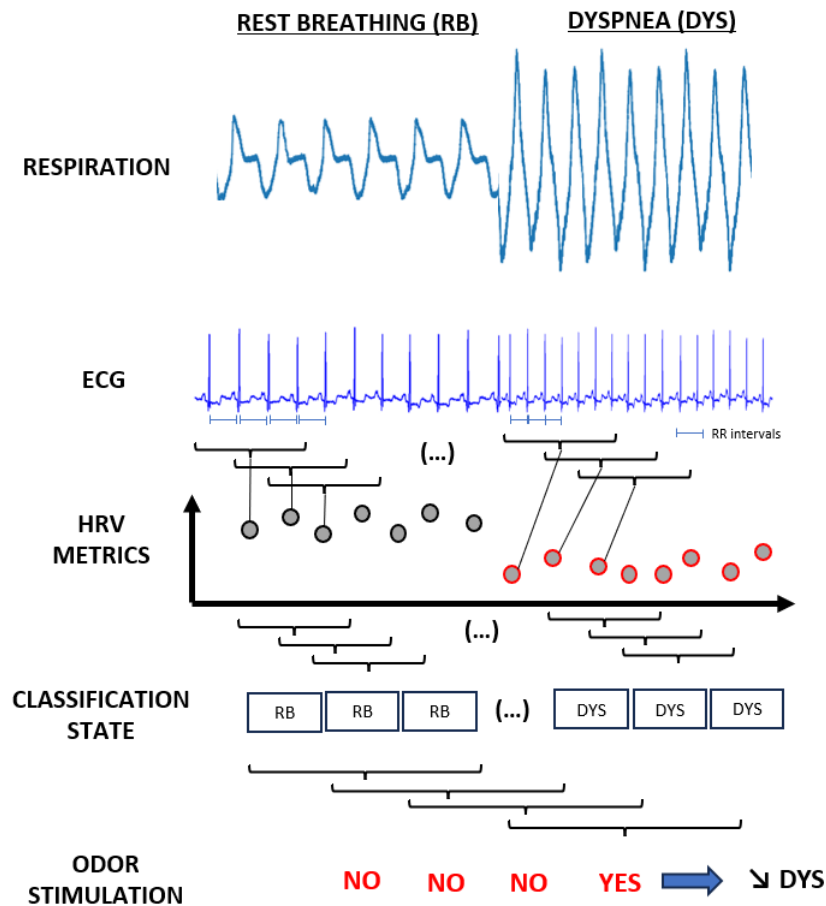 REST BREATHING (RB) DYSPNEA (DYS)
RESPIRATION
ECG
RR intervals
(...)
HRV
METRICS
(...)
CLASSIFICATION
STATE
RB RB RB (...) DYS DYS DYS
ODOR
STIMULATION
NO NO NO YES ↘ DYS